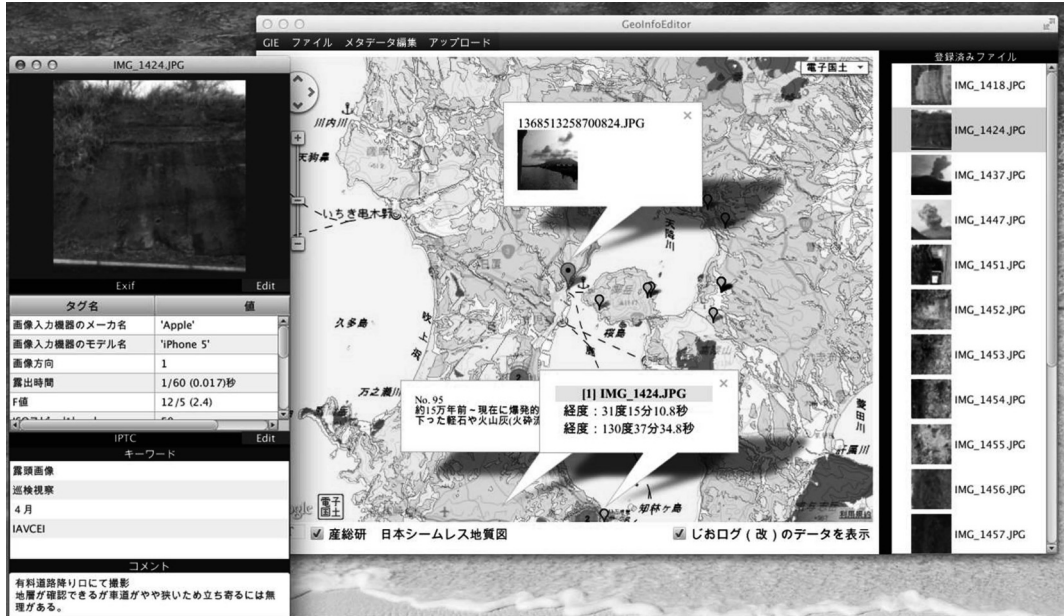 GeoInfoEditor
GIE ファイル メタデータ編集 アップロード
IMG_1424.JPG
Exif Edit
タグ名 値
画像入力機器のメーカ名 'Apple'
画像入力機器のモデル名 'iPhone 5'
画像方向 1
露出時間 1/60 (0.017)秒
F値 12/5 (2.4)
IPTC Edit
キーワード
露頭画像
巡検視察
4月
IAVCEI
コメント
有料道路降り口にて撮影
地層が確認できるが車道がやや狭いため立ち寄るには無
理がある。
電子国土
川内川
天狗鼻
いちき串木野
久多島
吹上浜
万之瀬川
天降川
桜島
知林ヶ島
1368513258700824.JPG
No. 95
約15万年前~現在に爆発的
下った軽石や火山灰(火砕流
[1] IMG_1424.JPG
経度:31度15分10.8秒
経度:130度37分34.8秒
電子
国土
利用規約
産総研 日本シームレス地質図
じおログ(改)のデータを表示
登録済みファイル
IMG_1418.JPG
IMG_1424.JPG
IMG_1437.JPG
IMG_1447.JPG
IMG_1451.JPG
IMG_1452.JPG
IMG_1453.JPG
IMG_1454.JPG
IMG_1455.JPG
IMG_1456.JPG
IMG_1457.JPG